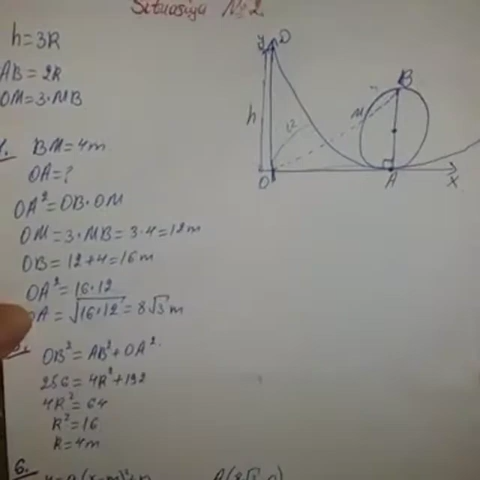 Situasiya №2
h=3R
AB=2R
OM=3·MB
1. BM=4m
OA=?
OA²=OB·OM
OM=3·MB=3·4=12m
OB=12+4=16m
OA²=16·12
OA=√16·12=8√3m
OB²=AB²+OA²
256=4R²+192
4R²=64
R²=16
R=4m
6.
y
D
h
12
M
B
O
A
x